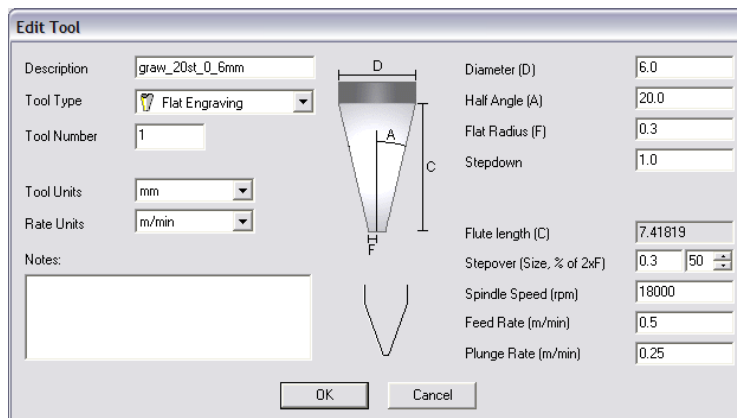 Edit Tool
Description graw_20st_0_6mm
Tool Type Flat Engraving
Tool Number 1
Tool Units mm
Rate Units m/min
Notes:
D
A
C
F
Diameter (D) 6.0
Half Angle (A) 20.0
Flat Radius (F) 0.3
Stepdown 1.0
Flute length (C) 7.41819
Stepover (Size, % of 2xF) 0.3 50
Spindle Speed (rpm) 18000
Feed Rate (m/min) 0.5
Plunge Rate (m/min) 0.25
OK Cancel